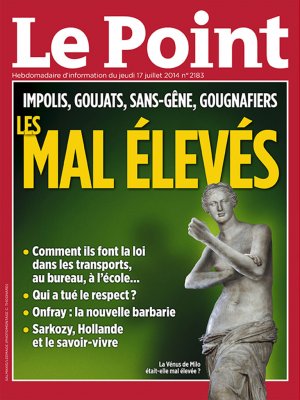 Le Point
Hebdomadaire d'information du jeudi 17 juillet 2014 n° 2183
IMPOLIS, GOUJATS, SANS-GÊNE, GOUGNAFIERS
LES
MAL ÉLEVÉS
• Comment ils font la loi
dans les transports,
au bureau, à l'école...
• Qui a tué le respect ?
• Onfray : la nouvelle barbarie
• Sarkozy, Hollande
et le savoir-vivre
La Vénus de Milo
était-elle mal élevée ?